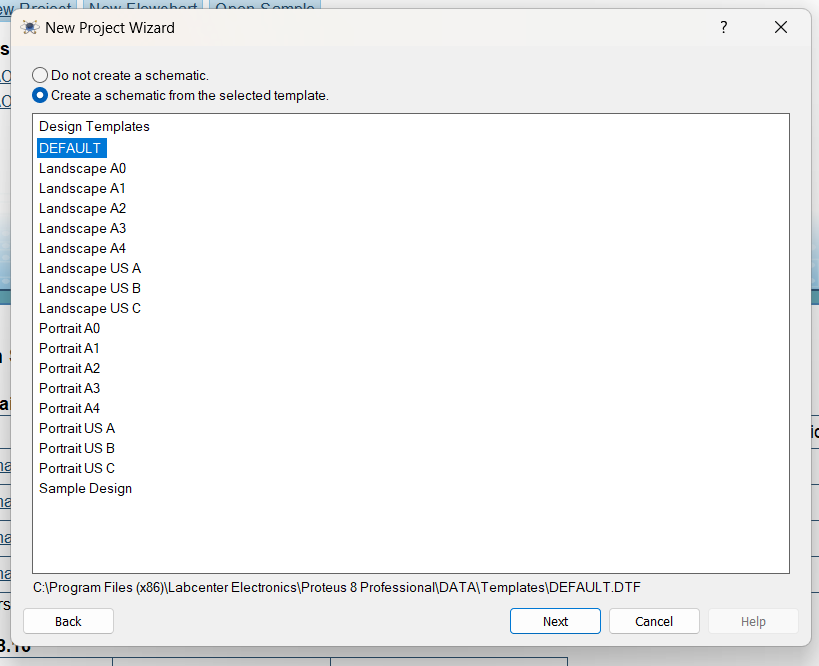 New Project Wizard
?
Do not create a schematic.
Create a schematic from the selected template.
Design Templates
DEFAULT
Landscape A0
Landscape A1
Landscape A2
Landscape A3
Landscape A4
Landscape US A
Landscape US B
Landscape US C
Portrait A0
Portrait A1
Portrait A2
Portrait A3
Portrait A4
Portrait US A
Portrait US B
Portrait US C
Sample Design
C:\Program Files (x86)\Labcenter Electronics\Proteus 8 Professional\DATA\Templates\DEFAULT.DTF
Back Next Cancel Help